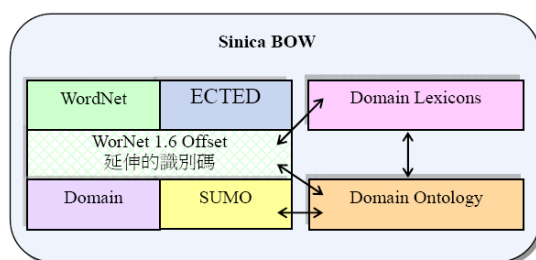 Sinica BOW
WordNet ECTED Domain Lexicons
WorNet 1.6 Offset
延伸的識別碼
Domain SUMO Domain Ontology